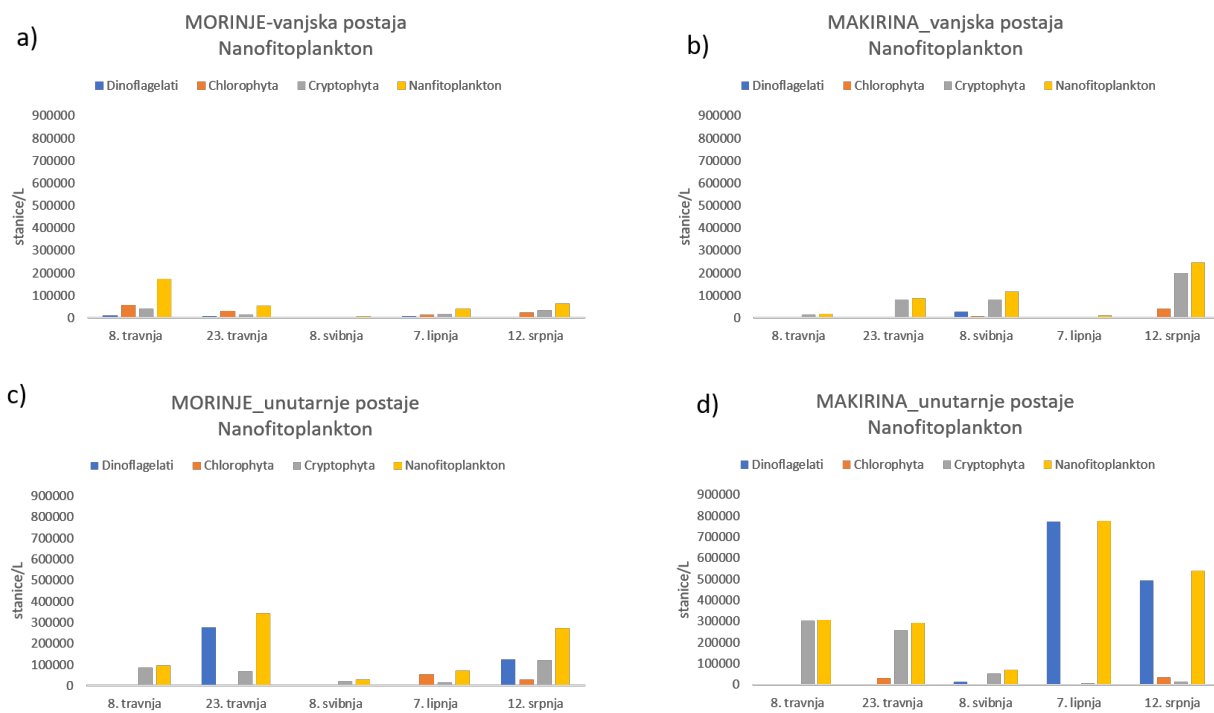 a)
MORINJE-vanjska postaja
Nanofitoplankton
Dinoflagelati Chlorophyta Cryptophyta Nanfitoplankton
stanice/L
900000
800000
700000
600000
500000
400000
300000
200000
100000
0
8. travnja 23. travnja 8. svibnja 7. lipnja 12. srpnja
b)
MAKIRINA_vanjska postaja
Nanofitoplankton
Dinoflagelati Chlorophyta Cryptophyta Nanofitoplankton
stanice/L
900000
800000
700000
600000
500000
400000
300000
200000
100000
0
8. travnja 23. travnja 8. svibnja 7. lipnja 12. srpnja
c)
MORINJE_unutarnje postaje
Nanofitoplankton
Dinoflagelati Chlorophyta Cryptophyta Nanofitoplankton
stanice/L
900000
800000
700000
600000
500000
400000
300000
200000
100000
0
8. travnja 23. travnja 8. svibnja 7. lipnja 12. srpnja
d)
MAKIRINA_unutarnje postaje
Nanofitoplankton
Dinoflagelati Chlorophyta Cryptophyta Nanofitoplankton
stanice/L
900000
800000
700000
600000
500000
400000
300000
200000
100000
0
8. travnja 23. travnja 8. svibnja 7. lipnja 12. srpnja